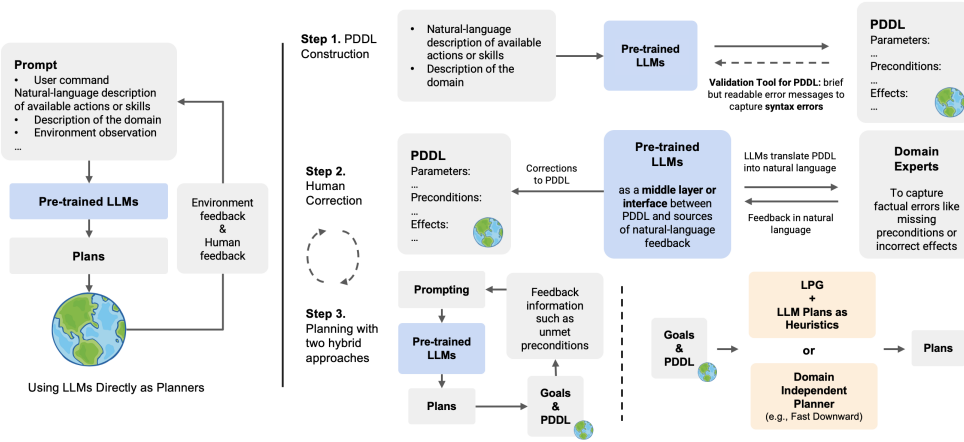 Prompt
• User command
Natural-language description
of available actions or skills
• Description of the domain
• Environment observation
...
Pre-trained LLMs
Plans
Environment
feedback
&
Human
feedback
Using LLMs Directly as Planners
Step 1. PDDL
Construction
• Natural-language
description of available
actions or skills
• Description of the
domain
Pre-trained
LLMs
Validation Tool for PDDL: brief
but readable error messages to
capture syntax errors
PDDL
Parameters:
...
Preconditions:
...
Effects:
...
Step 2.
Human
Correction
PDDL
Parameters:
...
Preconditions:
...
Effects:
...
Corrections
to PDDL
Pre-trained
LLMs
as a middle layer or
interface between
PDDL and sources
of natural-language
feedback
LLMs translate PDDL
into natural language
Feedback in natural
language
Domain
Experts
To capture
factual errors like
missing
preconditions or
incorrect effects
Step 3.
Planning with
two hybrid
approaches
Prompting
Pre-trained
LLMs
Plans
Feedback
information
such as
unmet
preconditions
Goals
&
PDDL
Goals
&
PDDL
LPG
+
LLM Plans as
Heuristics
or
Domain
Independent
Planner
(e.g., Fast Downward)
Plans